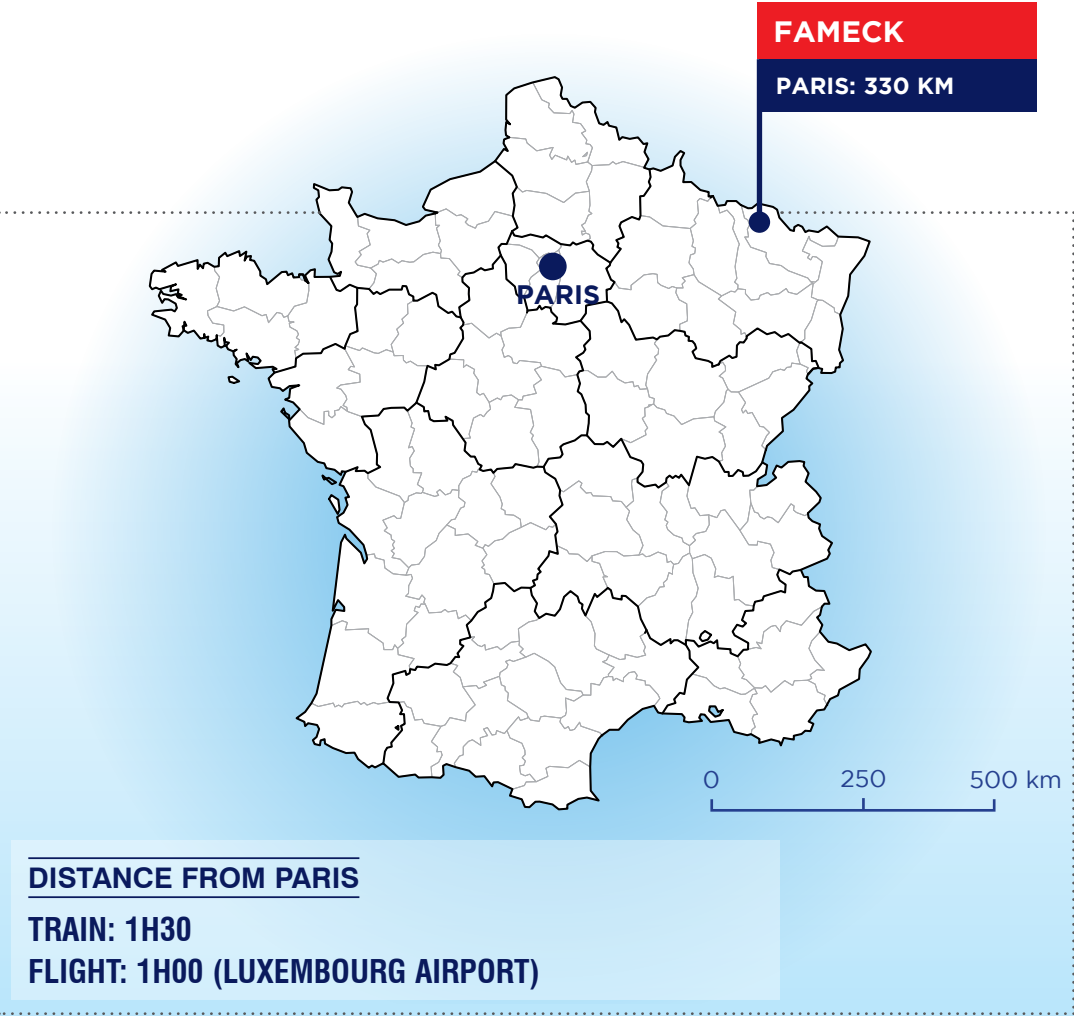 FAMECK
PARIS: 330 KM
PARIS
0 250 500 km
DISTANCE FROM PARIS
TRAIN: 1H30
FLIGHT: 1H00 (LUXEMBOURG AIRPORT)